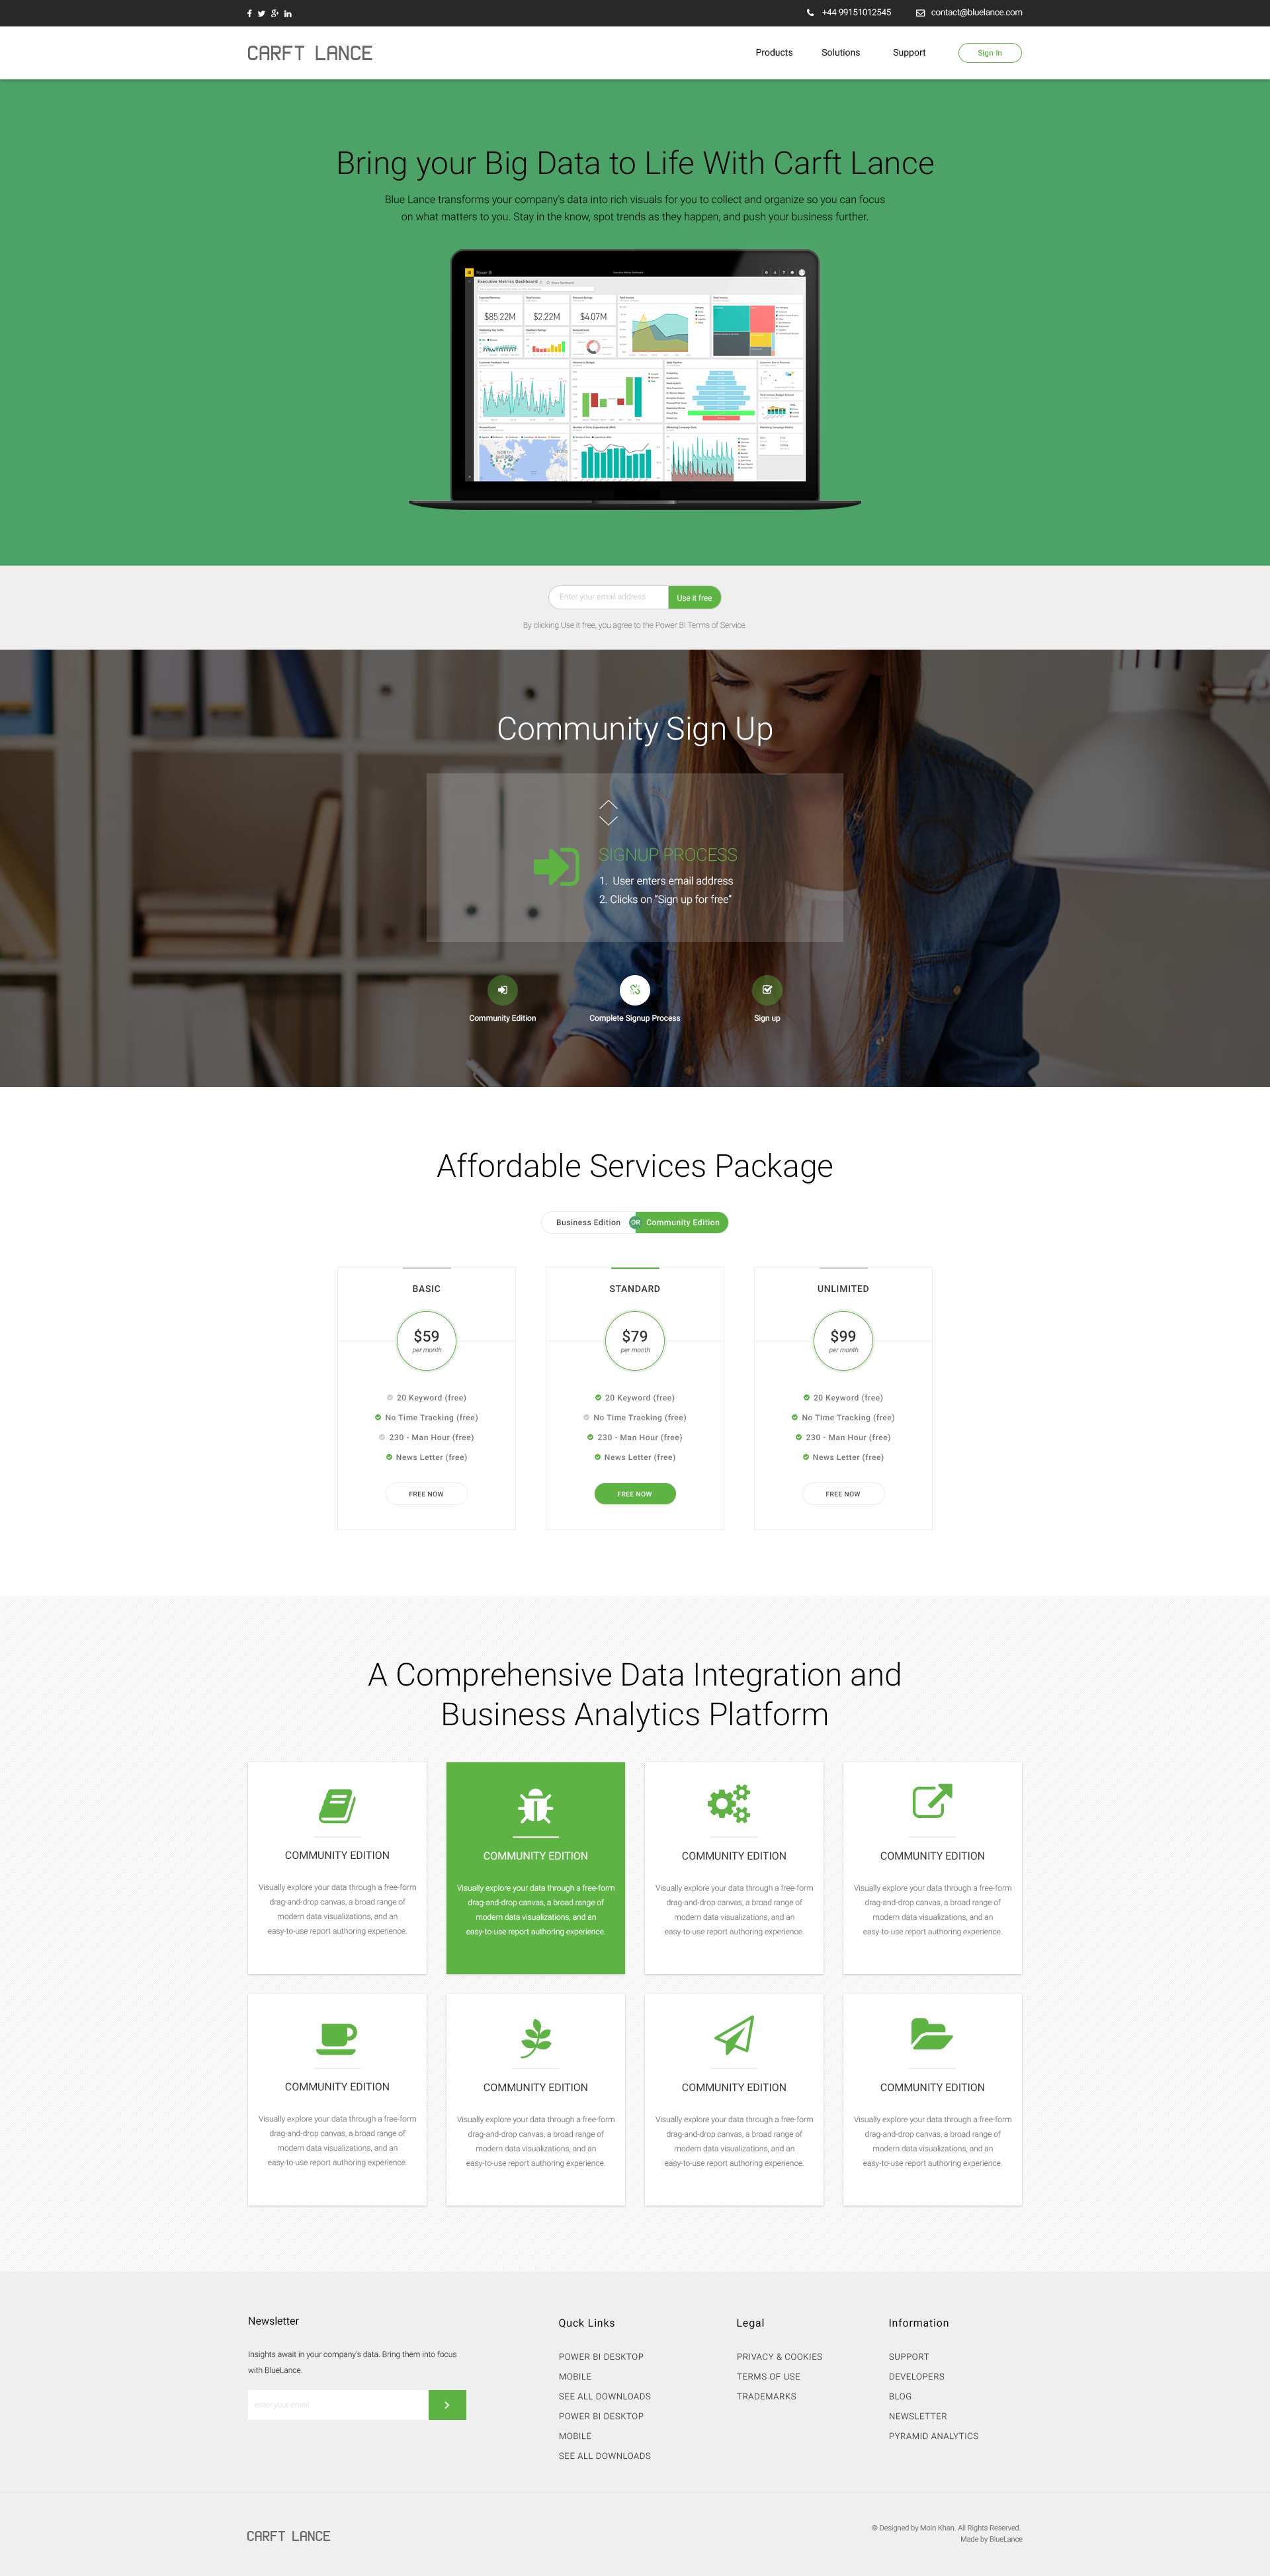 +44 99151012545
contact@bluelance.com
CARFT LANCE
Products
Solutions
Support
Sign In
Bring your Big Data to Life With Carft Lance
Blue Lance transforms your company's data into rich visuals for you to collect and organize so you can focus
on what matters to you. Stay in the know, spot trends as they happen, and push your business further.
Power BI
Executive Metrics Dashboard
Executive Metrics Dashboard
$85.22M
$2.22M
$4.07M
Enter your email address
Use it free
By clicking Use it free, you agree to the Power BI Terms of Service.
Community Sign Up
SIGNUP PROCESS
1. User enters email address
2. Clicks on "Sign up for free"
Community Edition
Complete Signup Process
Sign up
Affordable Services Package
Business Edition
OR
Community Edition
BASIC
$59
per month
20 Keyword (free)
No Time Tracking (free)
230 - Man Hour (free)
News Letter (free)
FREE NOW
STANDARD
$79
per month
20 Keyword (free)
No Time Tracking (free)
230 - Man Hour (free)
News Letter (free)
FREE NOW
UNLIMITED
$99
per month
20 Keyword (free)
No Time Tracking (free)
230 - Man Hour (free)
News Letter (free)
FREE NOW
A Comprehensive Data Integration and
Business Analytics Platform
COMMUNITY EDITION
Visually explore your data through a free-form
drag-and-drop canvas, a broad range of
modern data visualizations, and an
easy-to-use report authoring experience.
COMMUNITY EDITION
Visually explore your data through a free-form
drag-and-drop canvas, a broad range of
modern data visualizations, and an
easy-to-use report authoring experience.
COMMUNITY EDITION
Visually explore your data through a free-form
drag-and-drop canvas, a broad range of
modern data visualizations, and an
easy-to-use report authoring experience.
COMMUNITY EDITION
Visually explore your data through a free-form
drag-and-drop canvas, a broad range of
modern data visualizations, and an
easy-to-use report authoring experience.
COMMUNITY EDITION
Visually explore your data through a free-form
drag-and-drop canvas, a broad range of
modern data visualizations, and an
easy-to-use report authoring experience.
COMMUNITY EDITION
Visually explore your data through a free-form
drag-and-drop canvas, a broad range of
modern data visualizations, and an
easy-to-use report authoring experience.
COMMUNITY EDITION
Visually explore your data through a free-form
drag-and-drop canvas, a broad range of
modern data visualizations, and an
easy-to-use report authoring experience.
COMMUNITY EDITION
Visually explore your data through a free-form
drag-and-drop canvas, a broad range of
modern data visualizations, and an
easy-to-use report authoring experience.
Newsletter
Insights await in your company's data. Bring them into focus
with BlueLance.
enter your email
Quck Links
POWER BI DESKTOP
MOBILE
SEE ALL DOWNLOADS
POWER BI DESKTOP
MOBILE
SEE ALL DOWNLOADS
Legal
PRIVACY & COOKIES
TERMS OF USE
TRADEMARKS
Information
SUPPORT
DEVELOPERS
BLOG
NEWSLETTER
PYRAMID ANALYTICS
CARFT LANCE
© Designed by Moin Khan. All Rights Reserved.
Made by BlueLance